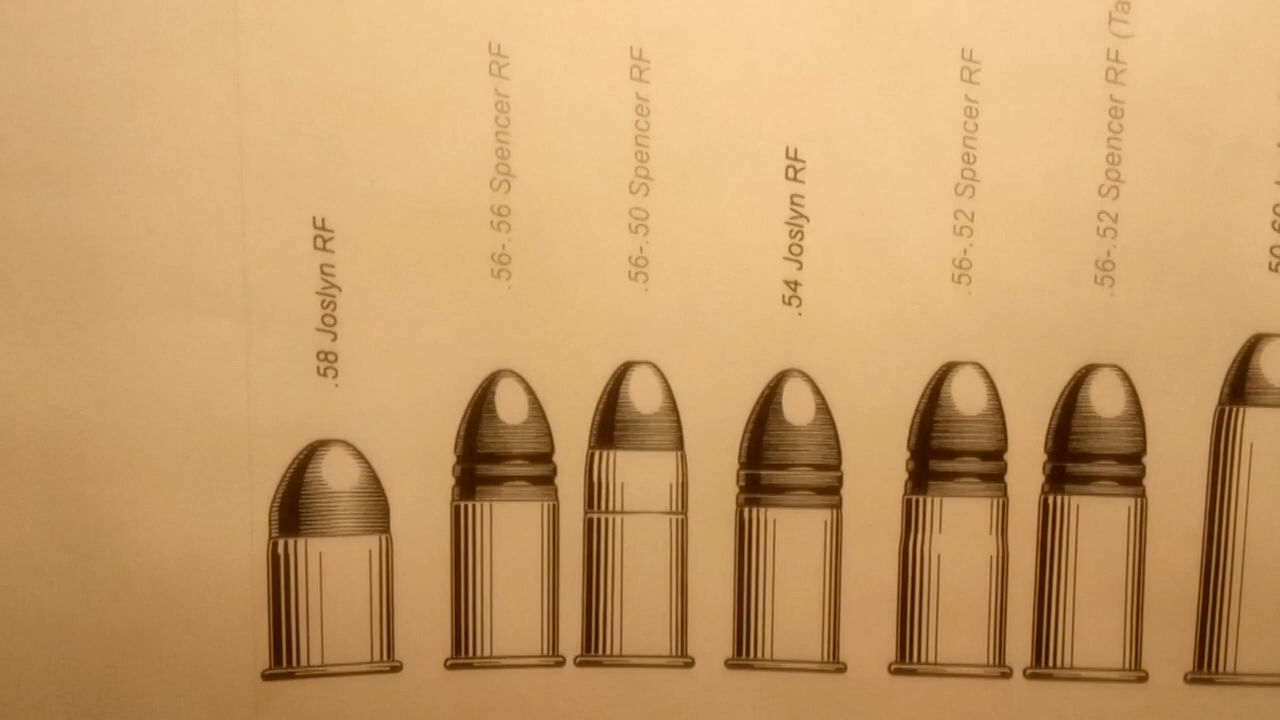 .58 Joslyn RF
.56-.56 Spencer RF
.56-.50 Spencer RF
.54 Joslyn RF
.56-.52 Spencer RF
.56-.52 Spencer RF (Ta